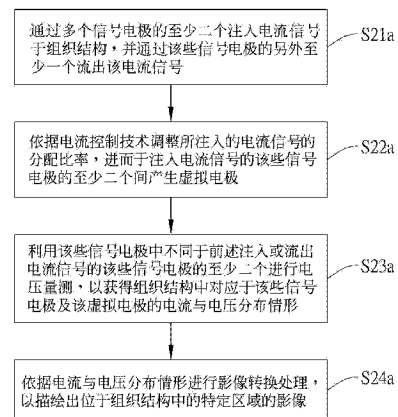 通过多个信号电极的至少二个注入电流信号
于组织结构，并通过该些信号电极的另外至
少一个流出该电流信号
S21a
依据电流控制技术调整所注入的电流信号的
分配比率，进而于注入电流信号的该些信号
电极的至少二个间产生虚拟电极
S22a
利用该些信号电极中不同于前述注入或流出
电流信号的该些信号电极的至少二个进行电
压量测，以获得组织结构中对应于该些信号
电极及该虚拟电极的电流与电压分布情形
S23a
依据电流与电压分布情形进行影像转换处理，
以描绘出位于组织结构中的特定区域的影像
S24a